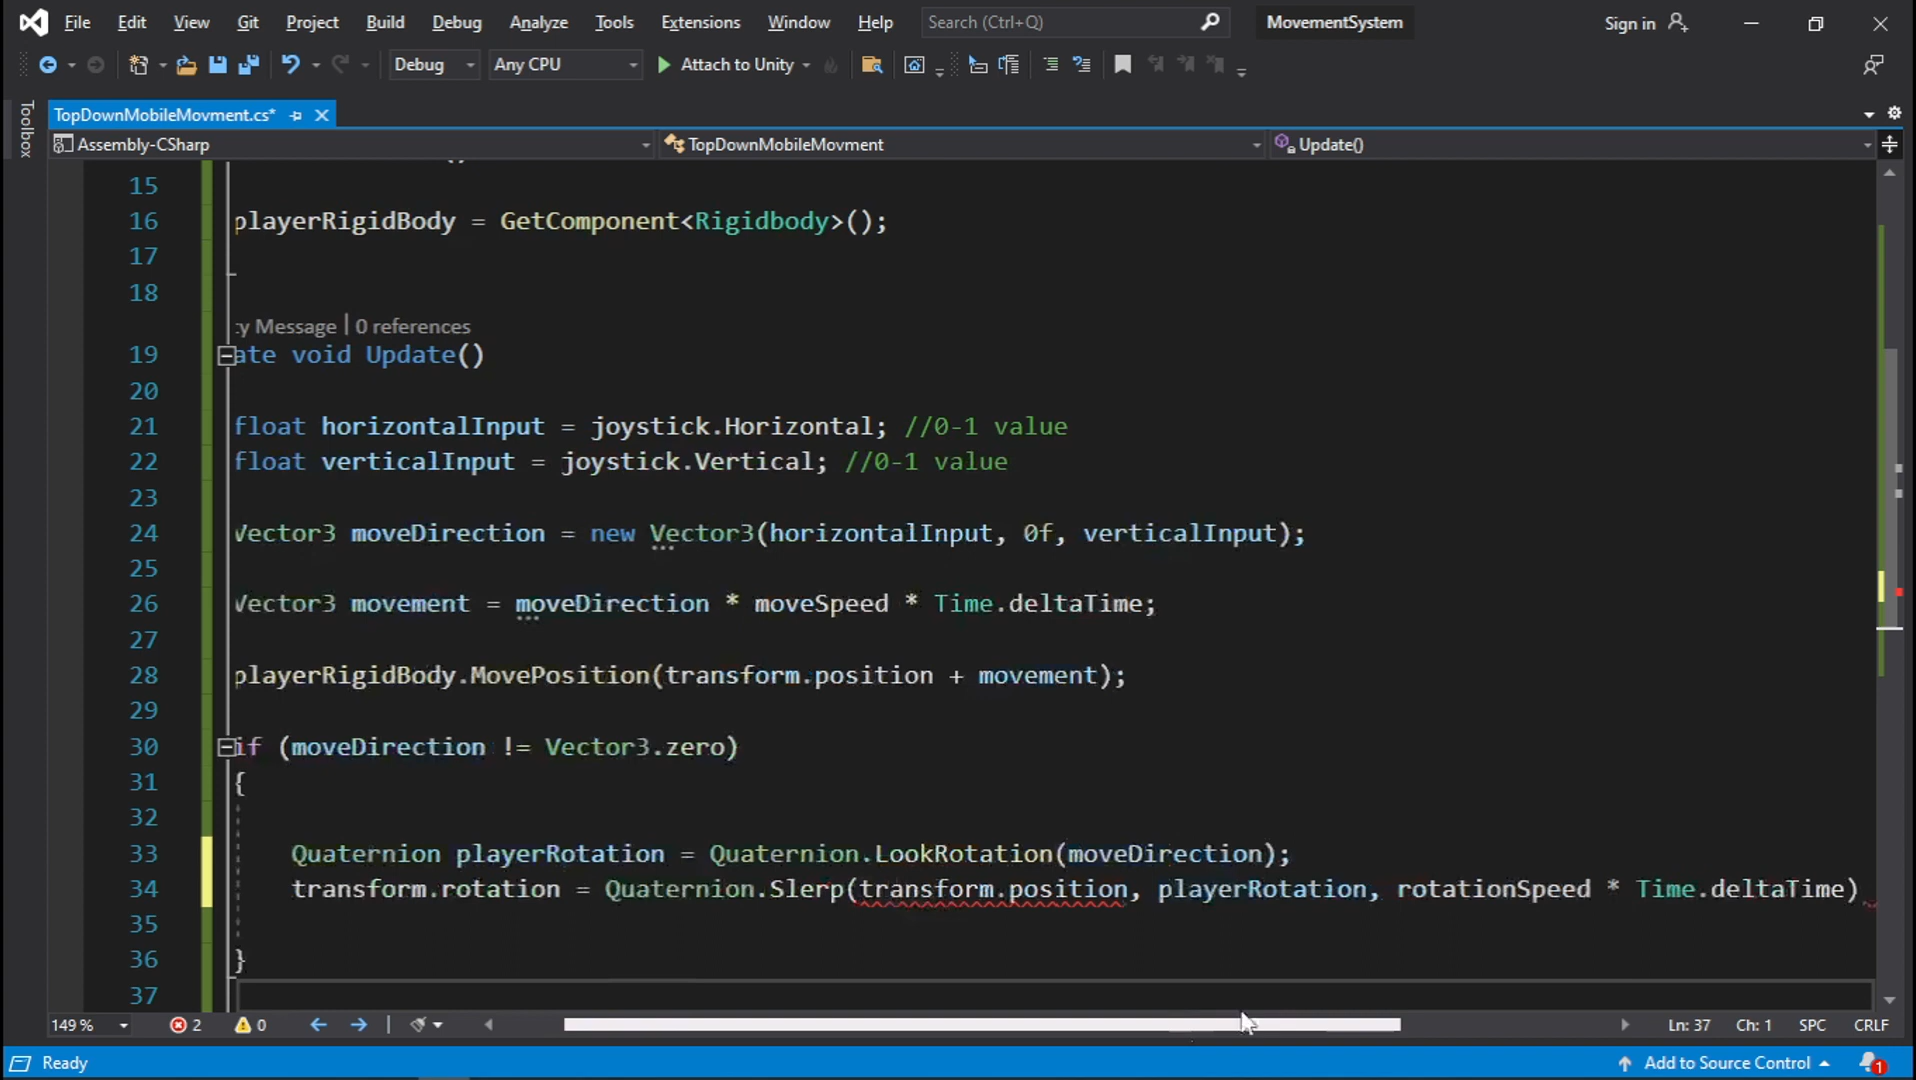 File Edit View Git Project Build Debug Analyze Tools Extensions Window Help Search (Ctrl+Q) MovementSystem Sign in
Debug Any CPU Attach to Unity
Toolbox
TopDownMobileMovment.cs*
Assembly-CSharp TopDownMobileMovment Update()
15
16 playerRigidBody = GetComponent<Rigidbody>();
17
18
ty Message | 0 references
19 ate void Update()
20
21 float horizontalInput = joystick.Horizontal; //0-1 value
22 float verticalInput = joystick.Vertical; //0-1 value
23
24 Vector3 moveDirection = new Vector3(horizontalInput, 0f, verticalInput);
25
26 Vector3 movement = moveDirection * moveSpeed * Time.deltaTime;
27
28 playerRigidBody.MovePosition(transform.position + movement);
29
30 if (moveDirection != Vector3.zero)
31 {
32
33 Quaternion playerRotation = Quaternion.LookRotation(moveDirection);
34 transform.rotation = Quaternion.Slerp(transform.position, playerRotation, rotationSpeed * Time.deltaTime)
35
36 }
37
149 % 2 0 Ln: 37 Ch: 1 SPC CRLF
Ready Add to Source Control 1